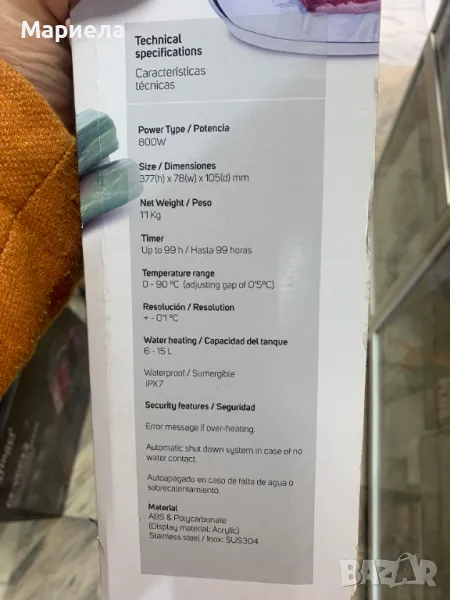 Мариела
Technical
specifications
Características
técnicas
Power Type / Potencia
800W
Size / Dimensiones
377(h) x 78(w) x 105(d) mm
Net Weight / Peso
1'1 Kg
Timer
Up to 99 h / Hasta 99 horas
Temperature range
0 - 90 ºC (adjusting gap of 0'5ºC)
Resolución / Resolution
+ - 0'1 ºC
Water heating / Capacidad del tanque
6 - 15 L
Waterproof / Sumergible
IPX7
Security features / Seguridad
Error message if over-heating.
Automatic shut down system in case of no
water contact.
Autoapagado en caso de falta de agua o
sobrecalentamiento.
Material
ABS & Polycarbonate
(Display material: Acrylic)
Stainless steel / Inox: SUS304
BAZAR